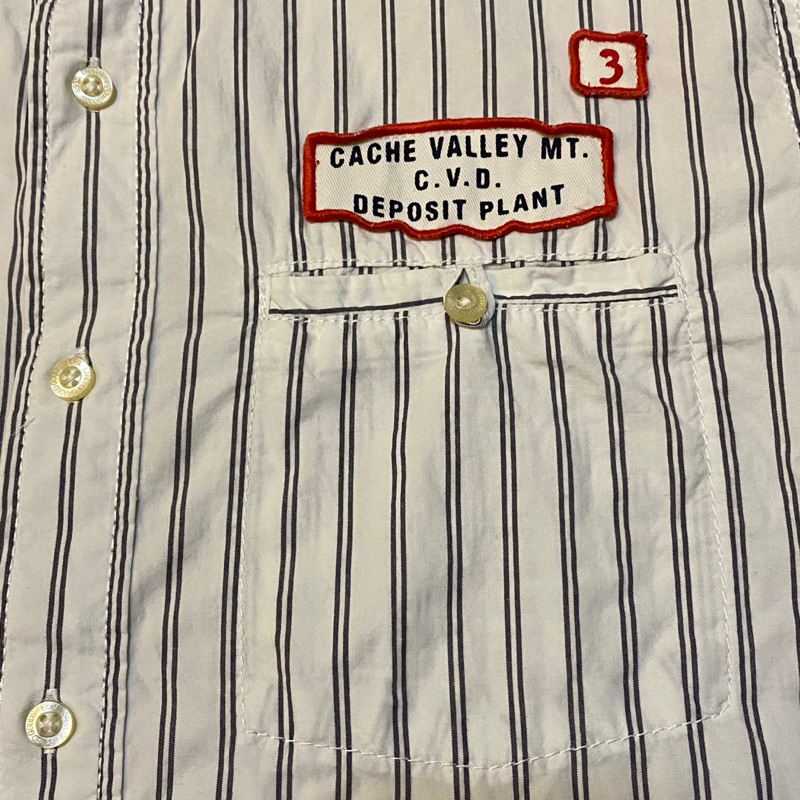 3
CACHE VALLEY MT.
C.V.D.
DEPOSIT PLANT